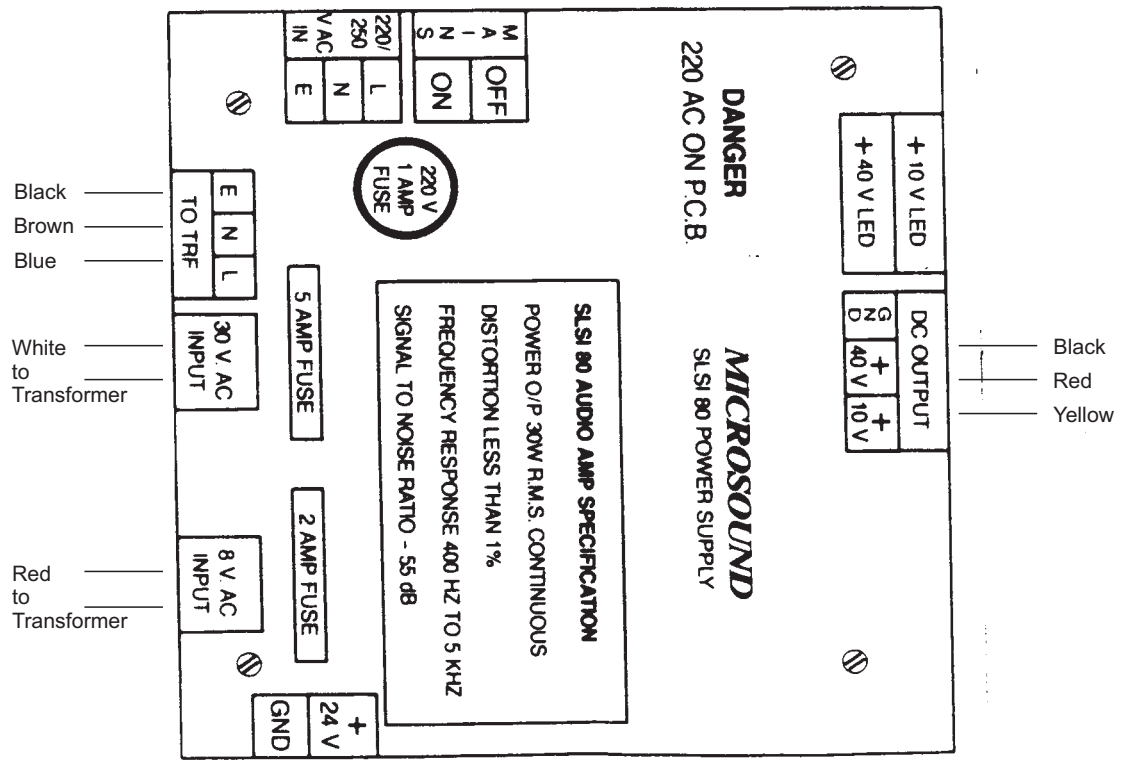 Black
Brown
Blue
White
to
Transformer
Red
to
Transformer
MAINS
OFF
ON
220/
250
V AC
IN
L
N
E
220 V
1 AMP
FUSE
E
N
L
TO TRF
30 V. AC
INPUT
8 V. AC
INPUT
5 AMP FUSE
2 AMP FUSE
+
24 V
GND
SLSI 80 AUDIO AMP SPECIFICATION
POWER O/P 30W R.M.S. CONTINUOUS
DISTORTION LESS THAN 1%
FREQUENCY RESPONSE 400 HZ TO 5 KHZ
SIGNAL TO NOISE RATIO - 55 dB
DANGER
220 AC ON P.C.B.
MICROSOUND
SLSI 80 POWER SUPPLY
+ 10 V LED
+ 40 V LED
DC OUTPUT
GND
+
40 V
+
10 V
Black
Red
Yellow